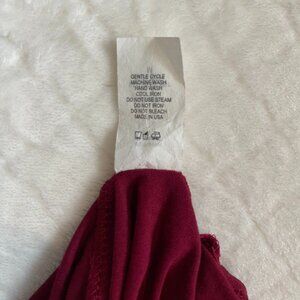 GENTLE CYCLE
MACHINE WASH
HAND WASH
COOL IRON
DO NOT USE STEAM
DO NOT IRON
DO NOT BLEACH
MADE IN USA